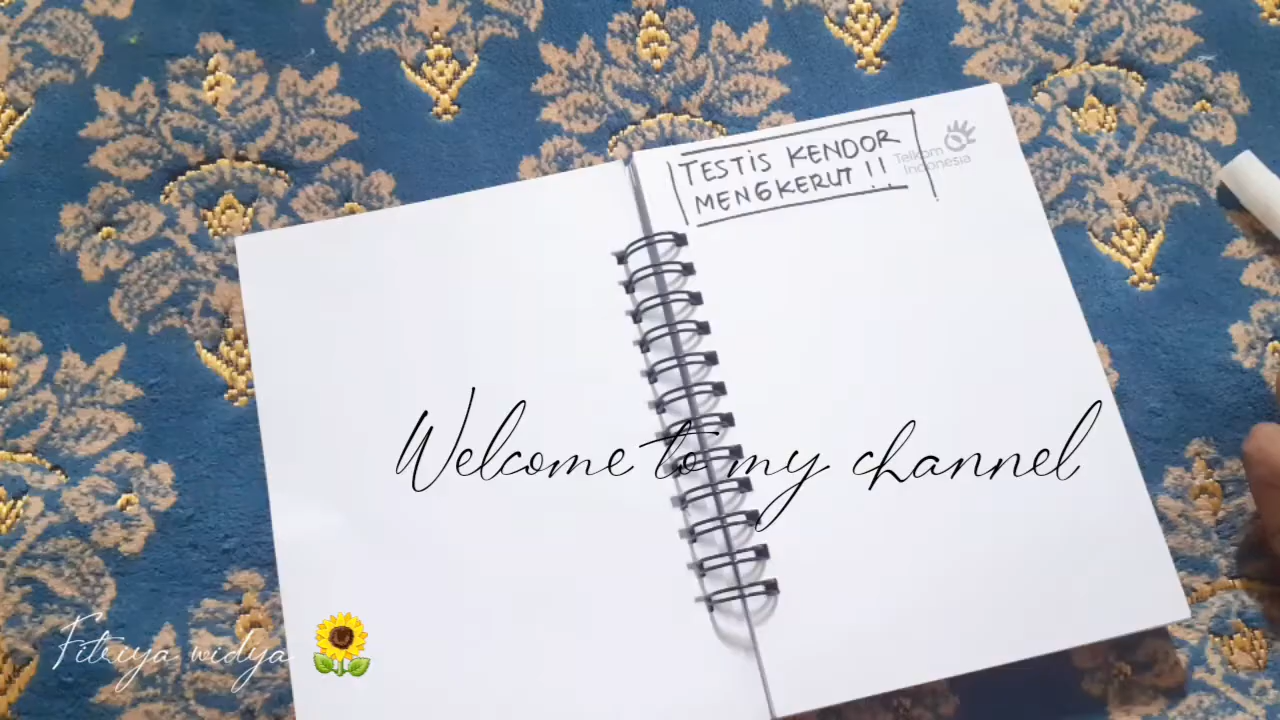 TESTIS KENDOR
MENGKERUT !!
Telkom
Indonesia
Welcome to my channel
Fitriya widya